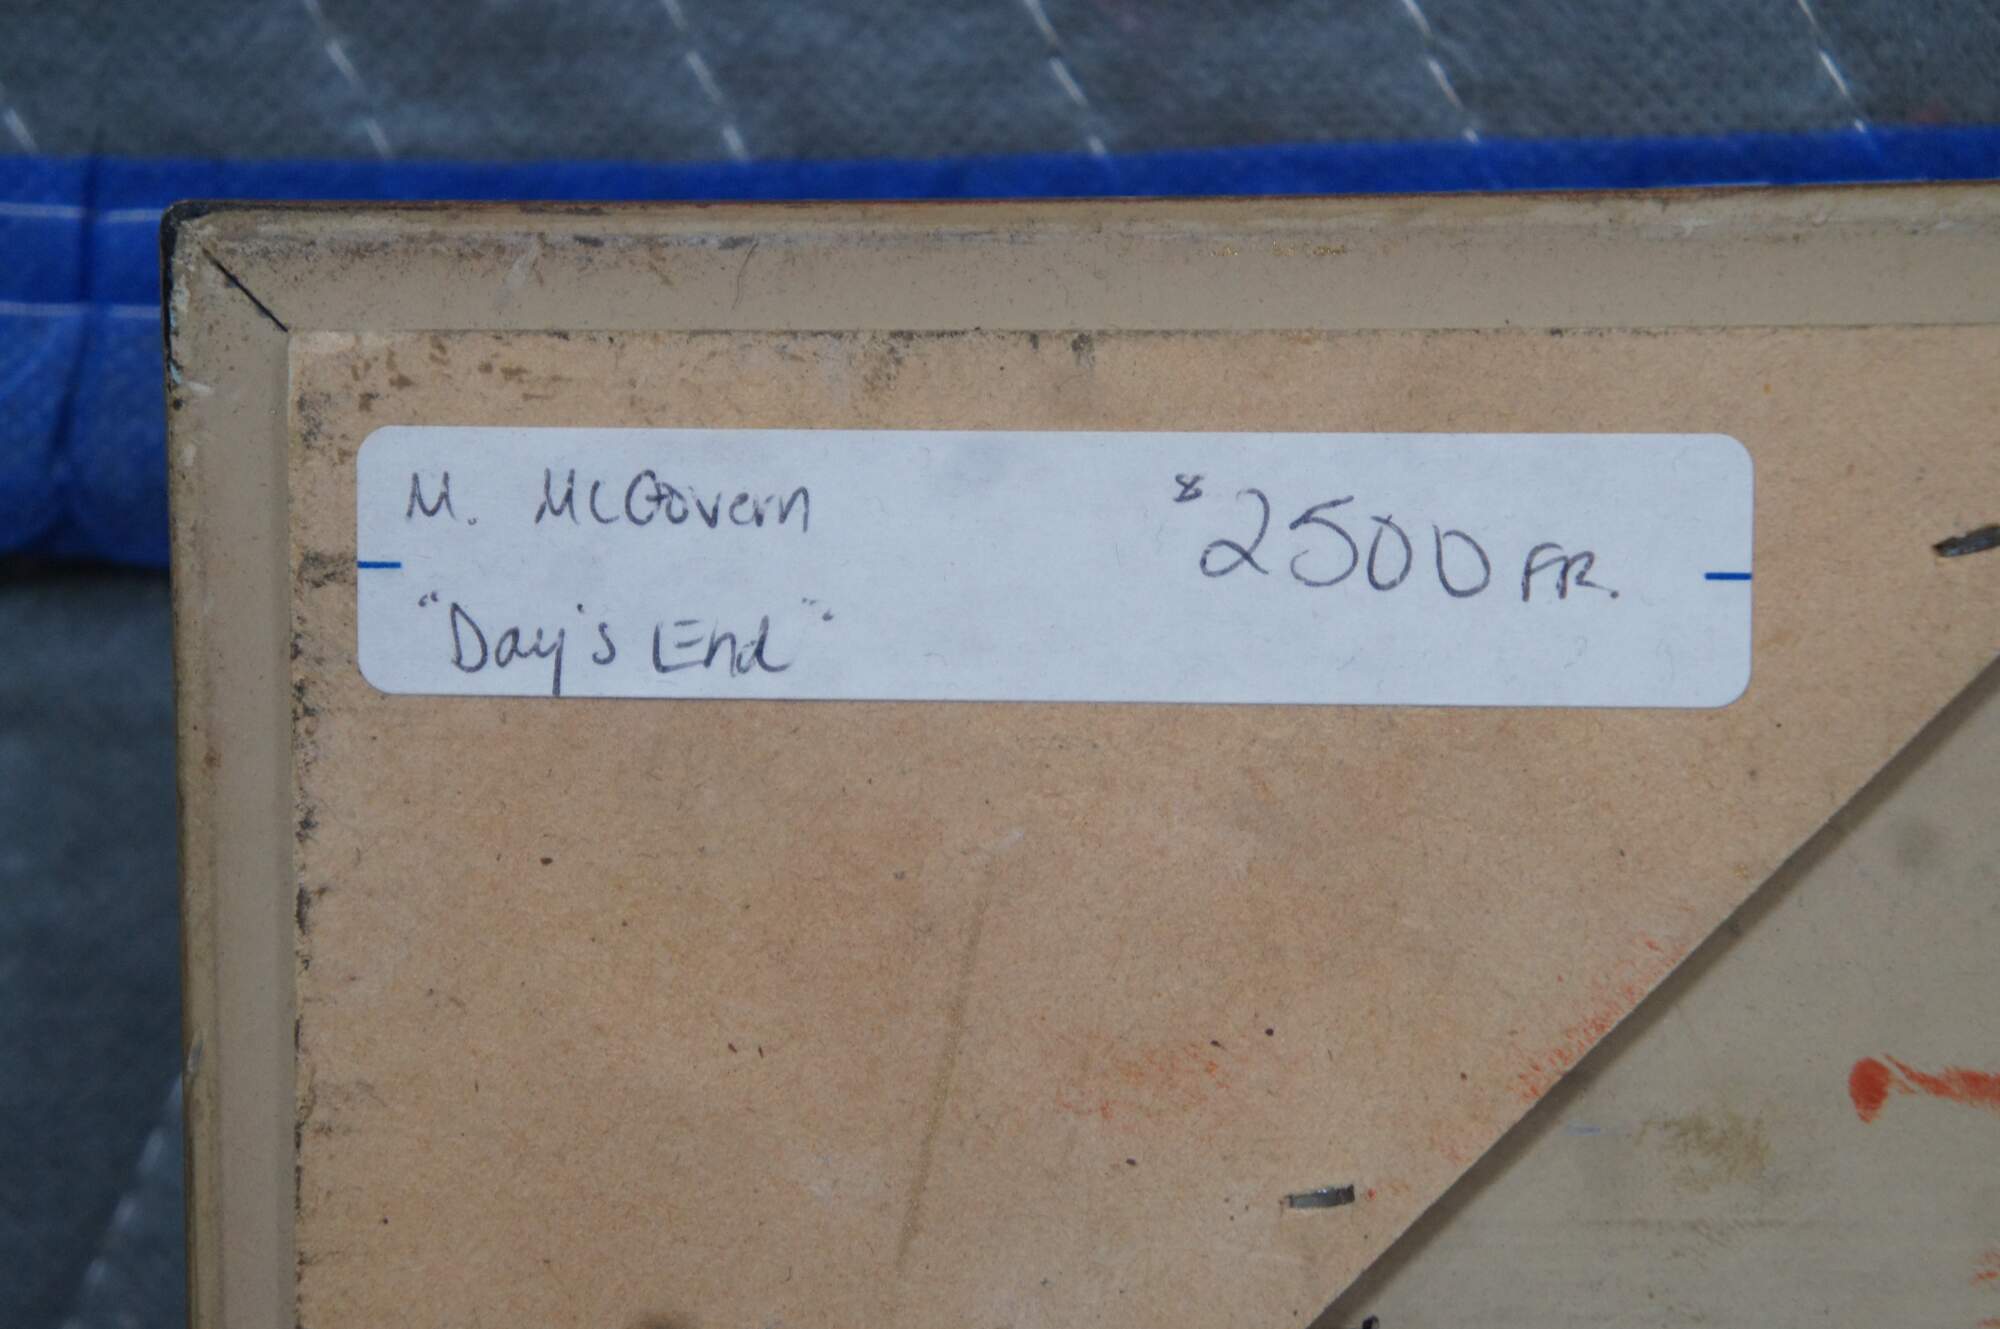 M. McGovern
$2500 FR.
"Day's End"